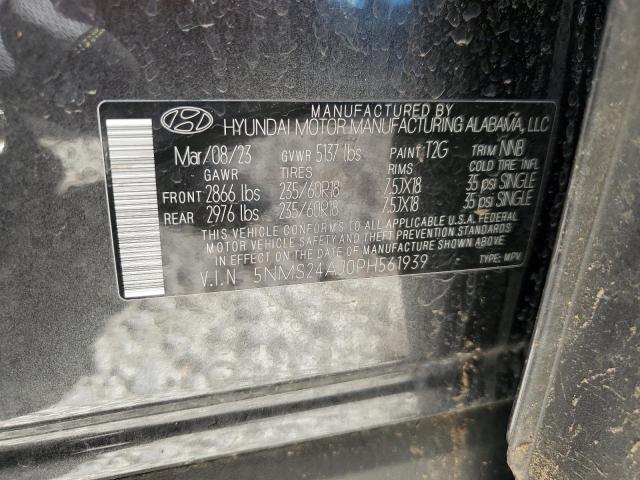 MANUFACTURED BY
HYUNDAI MOTOR MANUFACTURING ALABAMA, LLC
Mar/08/23 GVWR 5137 lbs PAINT T2G TRIM NNB
GAWR TIRES RIMS COLD TIRE INFL
FRONT 2866 lbs 235/60R18 7.5JX18 35 psi SINGLE
REAR 2976 lbs 235/60R18 7.5JX18 35 psi SINGLE
THIS VEHICLE CONFORMS TO ALL APPLICABLE U.S.A. FEDERAL
MOTOR VEHICLE SAFETY STANDARDS IN EFFECT ON
THE DATE OF MANUFACTURE SHOWN ABOVE.
V.I.N 5NMS24AJ0PH561939 TYPE: MPV